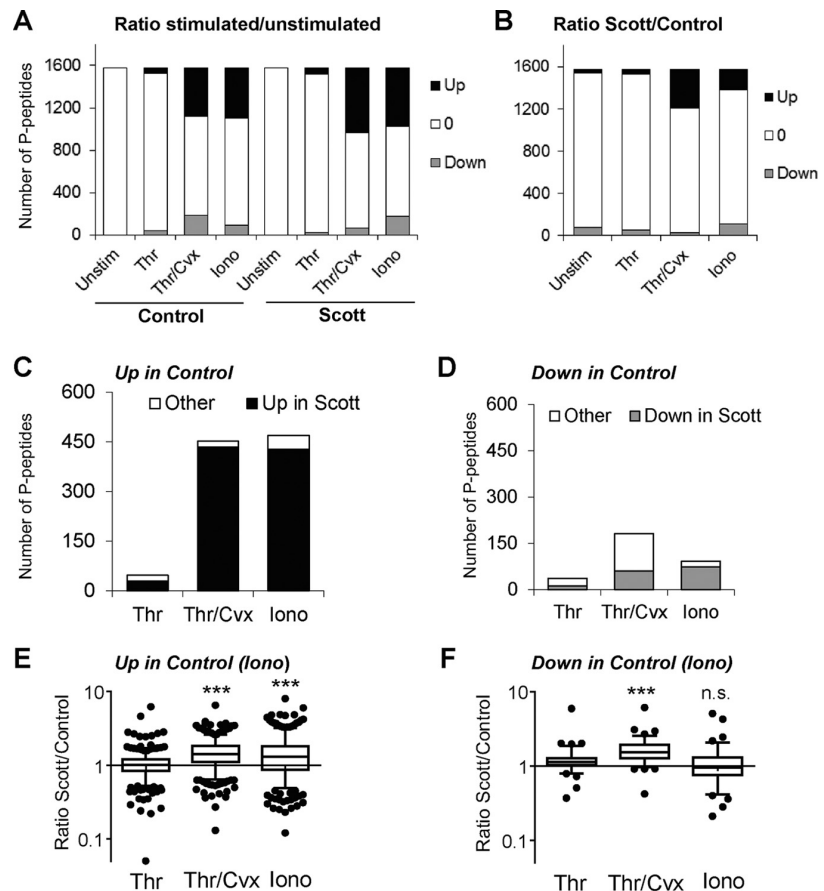 A
Ratio stimulated/unstimulated
Number of P-peptides
1600
1200
800
400
0
Up
0
Down
Unstim
Thr
Thr/Cvx
Iono
Unstim
Thr
Thr/Cvx
Iono
Control
Scott
B
Ratio Scott/Control
1600
1200
800
400
0
Up
0
Down
Unstim
Thr
Thr/Cvx
Iono
C
Up in Control
Number of P-peptides
600
450
300
150
0
Other
Up in Scott
Thr
Thr/Cvx
Iono
D
Down in Control
Number of P-peptides
600
450
300
150
0
Other
Down in Scott
Thr
Thr/Cvx
Iono
E
Up in Control (Iono)
Ratio Scott/Control
10
1
0.1
***
***
Thr
Thr/Cvx
Iono
F
Down in Control (Iono)
Ratio Scott/Control
10
1
0.1
***
n.s.
Thr
Thr/Cvx
Iono